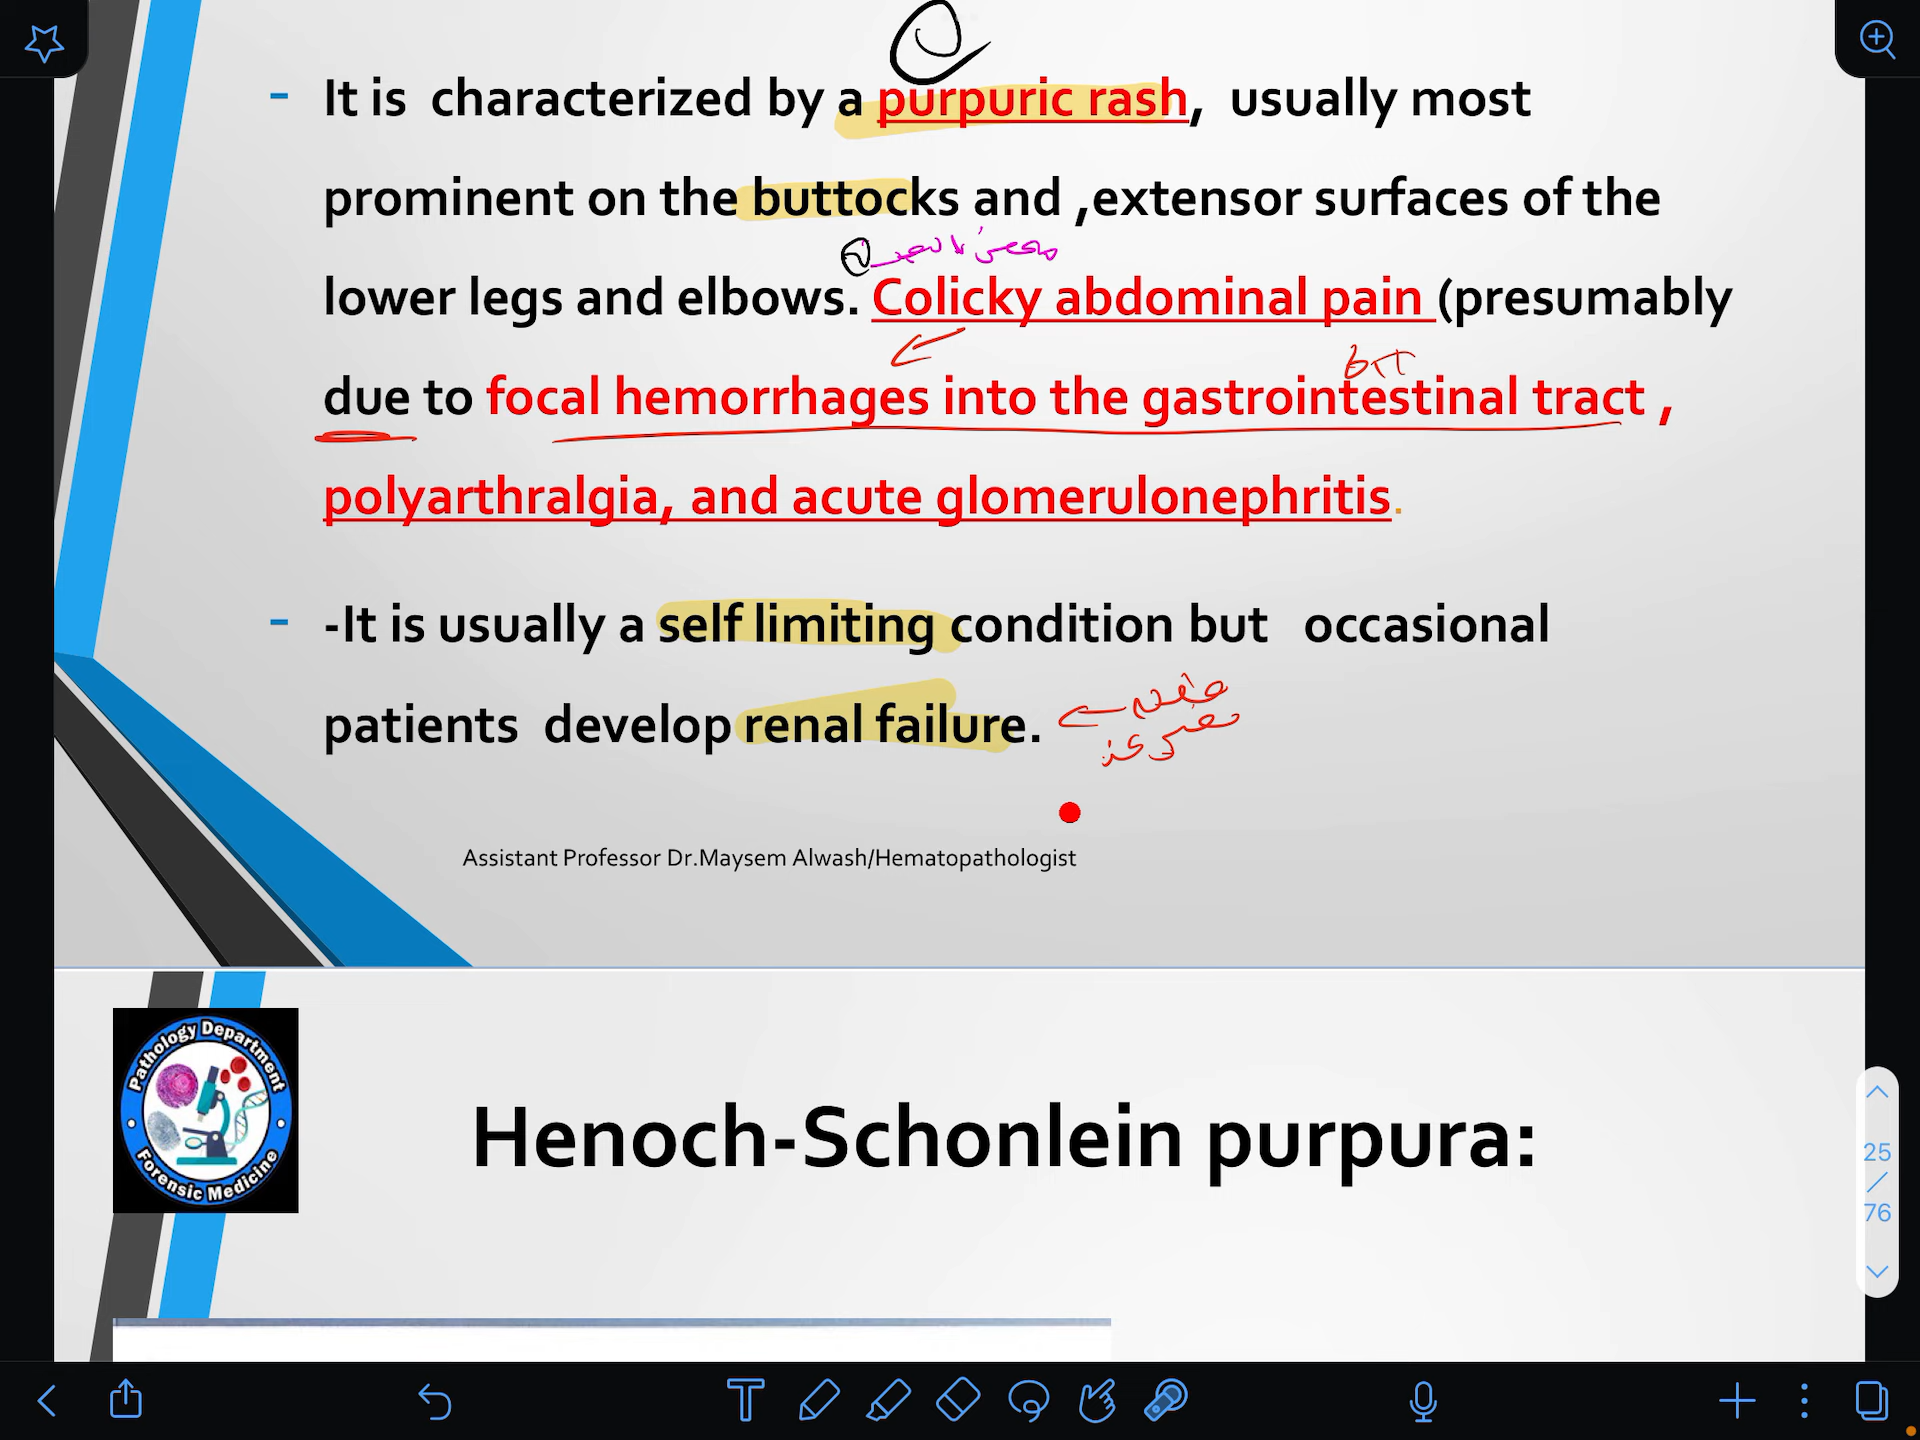 - It is characterized by a purpuric rash, usually most
prominent on the buttocks and ,extensor surfaces of the
lower legs and elbows. Colicky abdominal pain (presumably
GIT
due to focal hemorrhages into the gastrointestinal tract ,
polyarthralgia, and acute glomerulonephritis.
- -It is usually a self limiting condition but occasional
patients develop renal failure.
Assistant Professor Dr.Maysem Alwash/Hematopathologist
Pathology Department
Forensic Medicine
Henoch-Schonlein purpura:
25
/
76